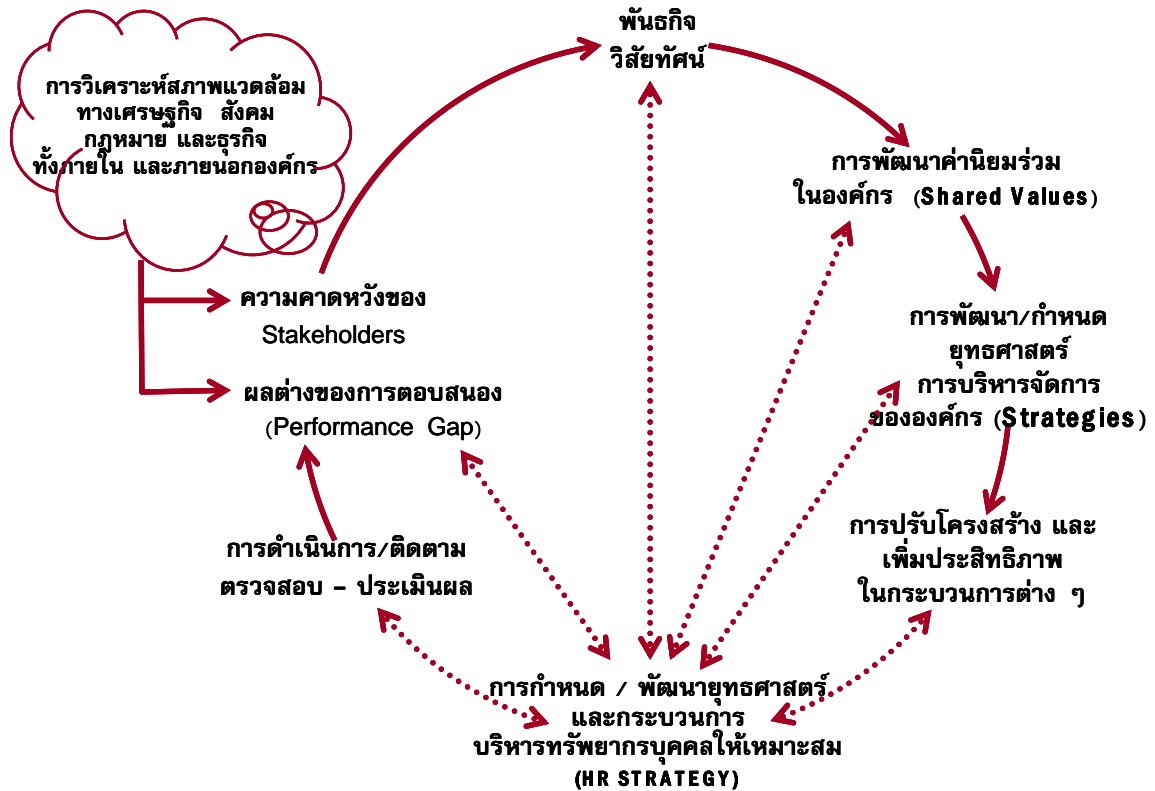 พันธกิจ
วิสัยทัศน์
การวิเคราะห์สภาพแวดล้อม
ทางเศรษฐกิจ สังคม
กฎหมาย และธุรกิจ
ทั้งภายใน และภายนอกองค์กร
การพัฒนาค่านิยมร่วม
ในองค์กร (Shared Values)
ความคาดหวังของ
Stakeholders
การพัฒนา/กำหนด
ยุทธศาสตร์
การบริหารจัดการ
ขององค์กร (Strategies)
ผลต่างของการตอบสนอง
(Performance Gap)
การปรับโครงสร้าง และ
เพิ่มประสิทธิภาพ
ในกระบวนการต่าง ๆ
การดำเนินการ/ติดตาม
ตรวจสอบ – ประเมินผล
การกำหนด / พัฒนายุทธศาสตร์
และกระบวนการ
บริหารทรัพยากรบุคคลให้เหมาะสม
(HR STRATEGY)